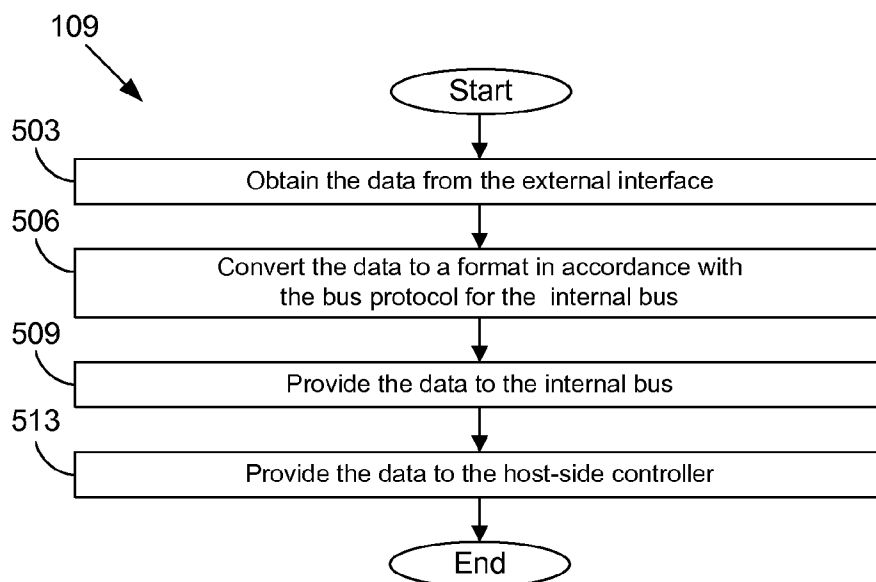 109
Start
503
Obtain the data from the external interface
506
Convert the data to a format in accordance with
the bus protocol for the internal bus
509
Provide the data to the internal bus
513
Provide the data to the host-side controller
End